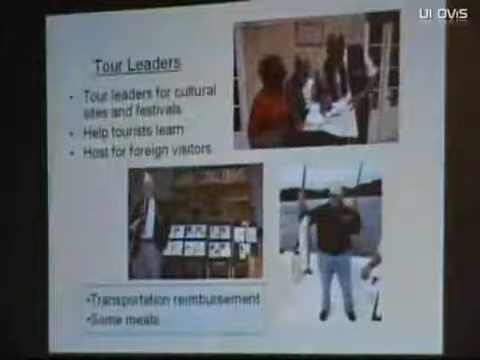 UI OVIS
Tour Leaders
• Tour leaders for cultural
sites and festivals
• Help tourists learn
• Host for foreign visitors
•Transportation reimbursement
•Some meals